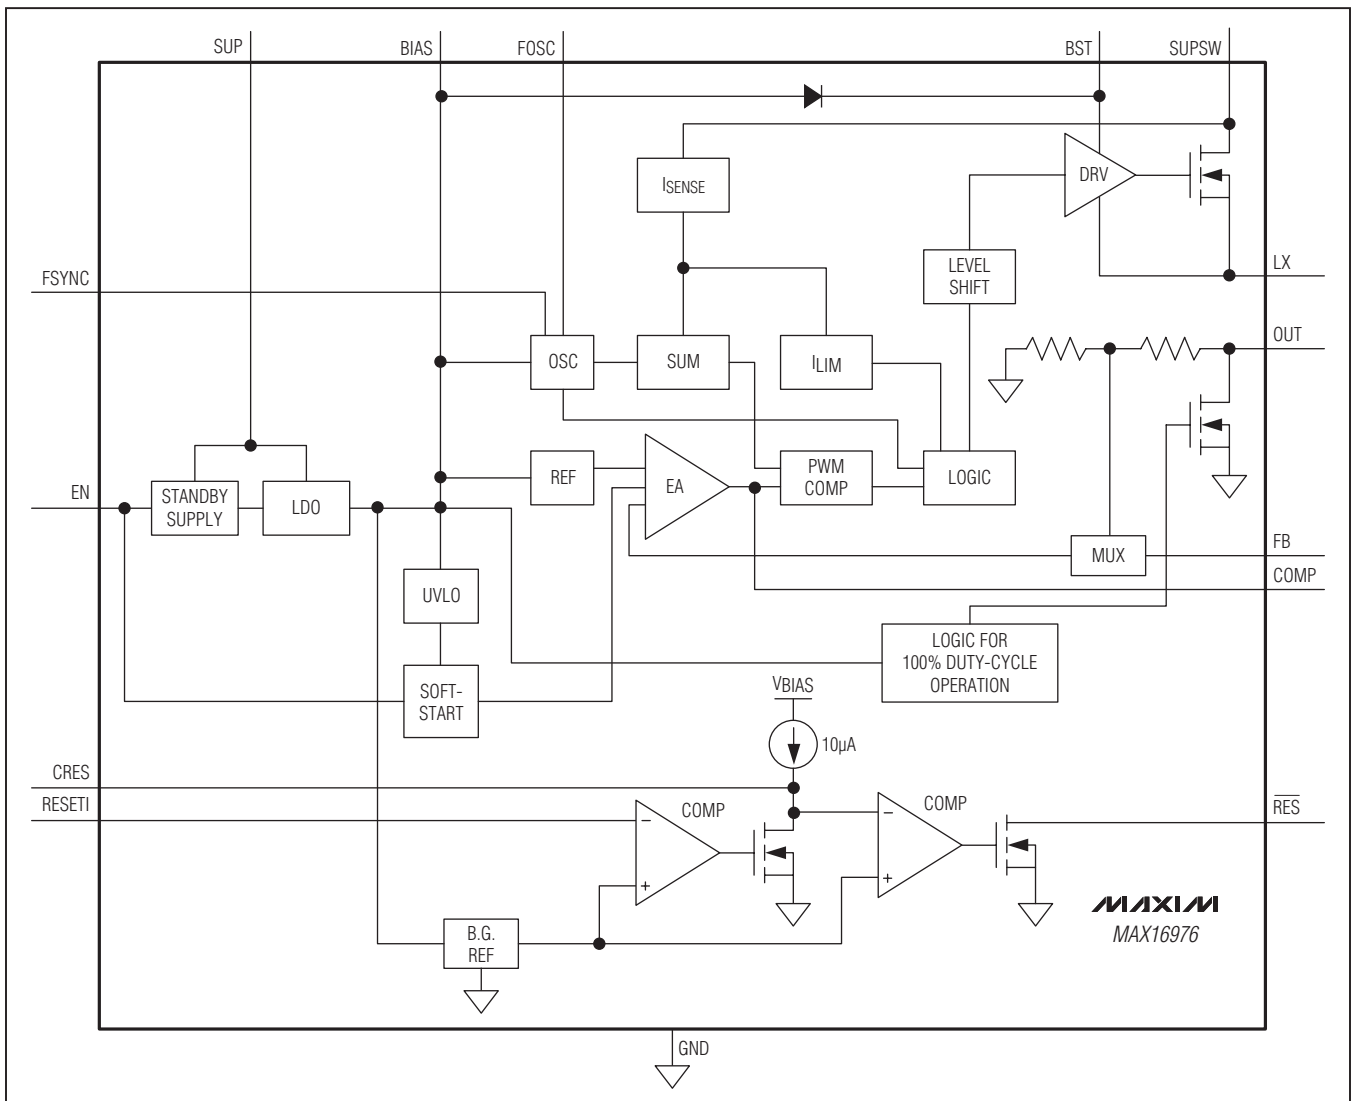 SUP
BIAS
FOSC
BST
SUPSW
ISENSE
DRV
FSYNC
LEVEL
SHIFT
LX
OSC
SUM
ILIM
OUT
EN
STANDBY
SUPPLY
LDO
REF
EA
PWM
COMP
LOGIC
MUX
FB
COMP
UVLO
LOGIC FOR
100% DUTY-CYCLE
OPERATION
SOFT-
START
VBIAS
10µA
CRES
RESETI
COMP
−
+
COMP
−
+
R̅E̅S̅
B.G.
REF
MAXIM
MAX16976
GND